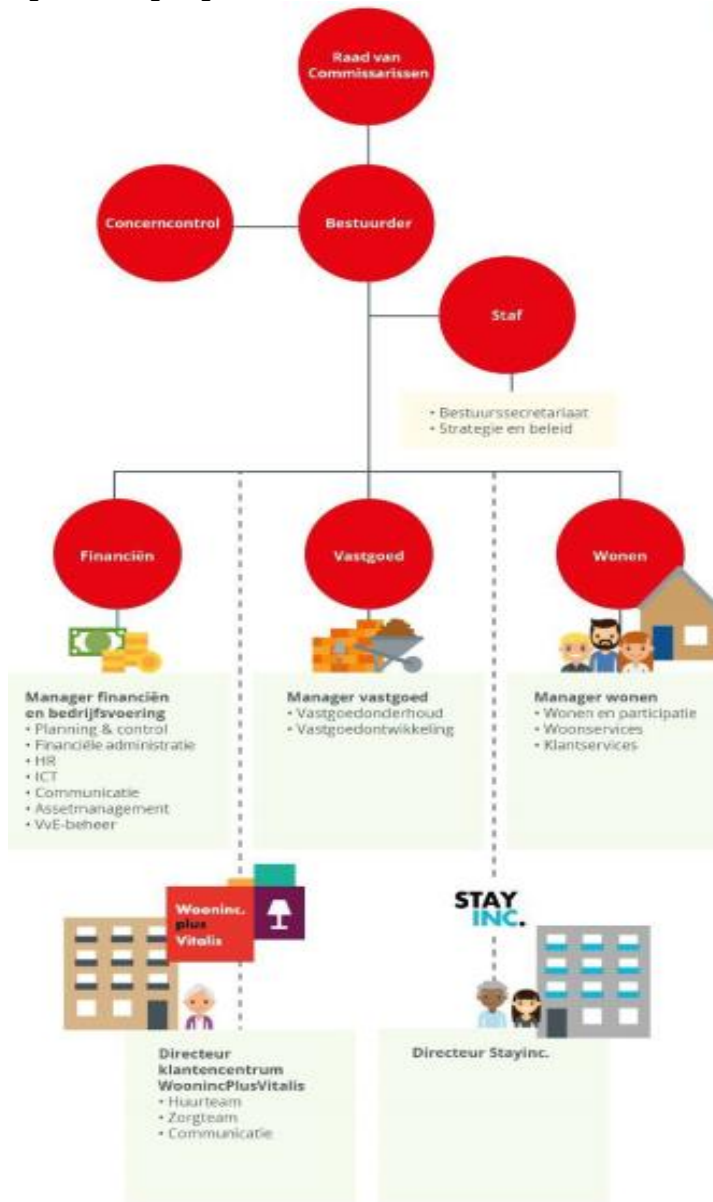 Raad van
Commissarissen
Concerncontrol
Bestuurder
Staf
• Bestuurssecretariaat
• Strategie en beleid
Financiën
Vastgoed
Wonen
Manager financiën
en bedrijfsvoering
• Planning & control
• Financiële administratie
• HR
• ICT
• Communicatie
• Assetmanagement
• VvE-beheer
Manager vastgoed
• Vastgoedonderhoud
• Vastgoedontwikkeling
Manager wonen
• Wonen en participatie
• Woonservices
• Klantservices
Wooninc.
plus
Vitalis
STAY
INC.
Directeur
klantencentrum
WoonincPlusVitalis
• Huurteam
• Zorgteam
• Communicatie
Directeur Stayinc.